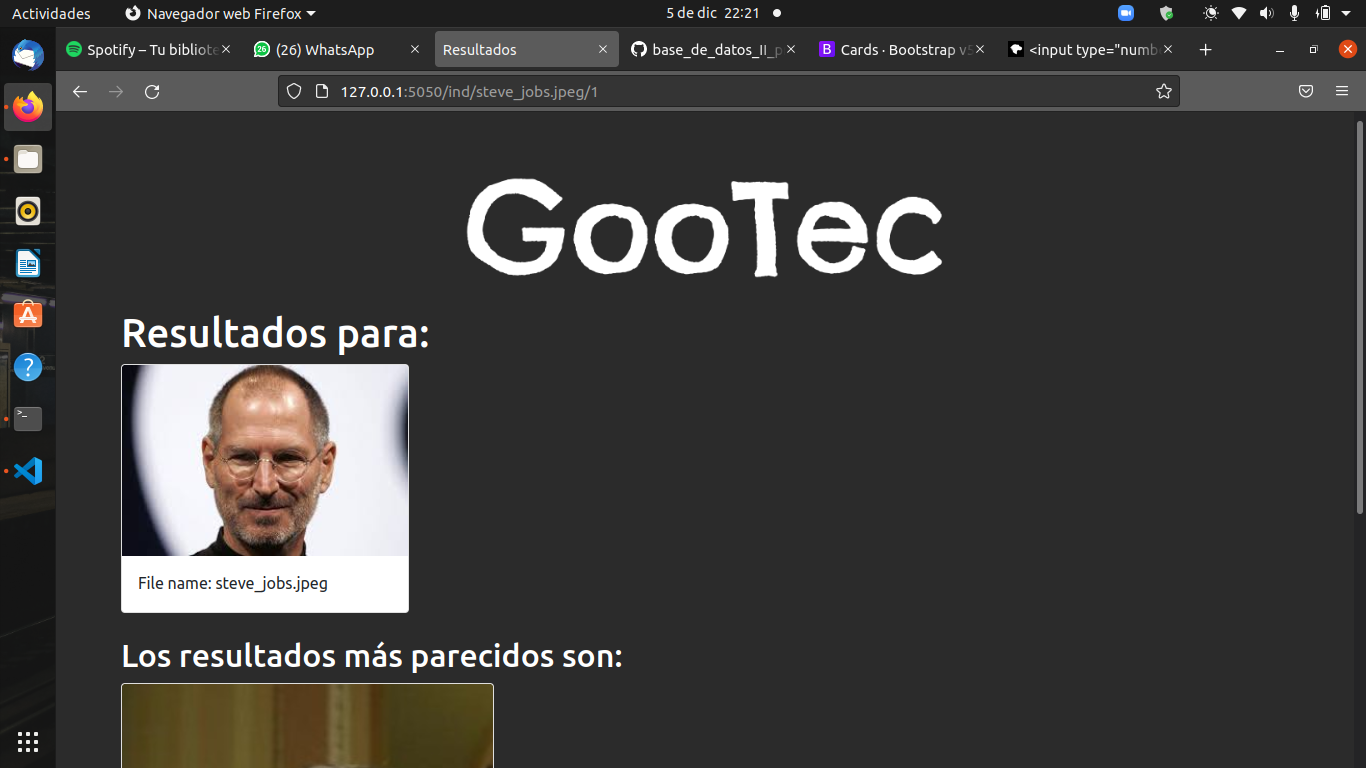 Actividades Navegador web Firefox 5 de dic 22:21
Spotify – Tu bibliote (26) WhatsApp Resultados base_de_datos_II_p Cards · Bootstrap v5 <input type="numb
127.0.0.1:5050/ind/steve_jobs.jpeg/1
GooTec
Resultados para:
File name: steve_jobs.jpeg
Los resultados más parecidos son: